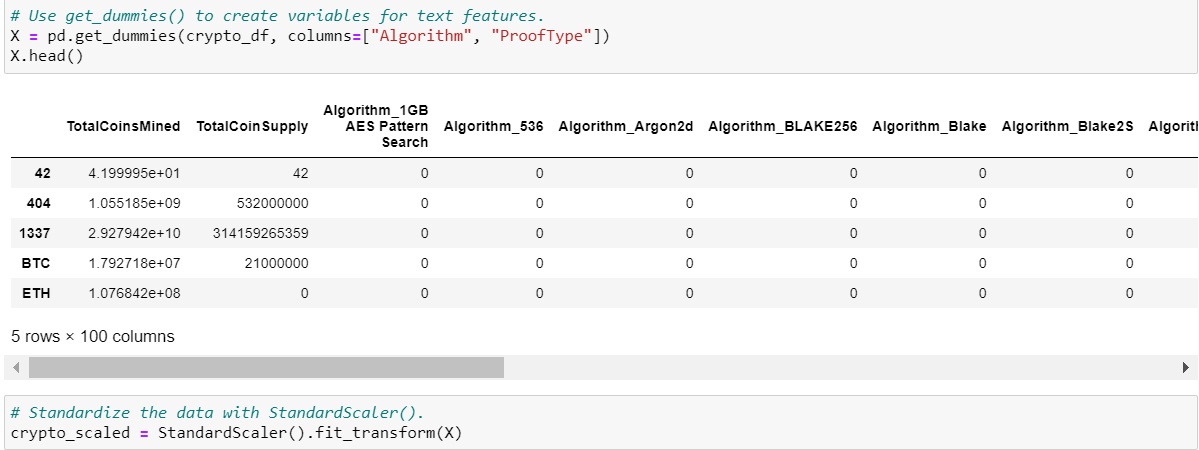 # Use get_dummies() to create variables for text features.
X = pd.get_dummies(crypto_df, columns=["Algorithm", "ProofType"])
X.head()
TotalCoinsMined TotalCoinSupply Algorithm_1GB AES Pattern Search Algorithm_536 Algorithm_Argon2d Algorithm_BLAKE256 Algorithm_Blake Algorithm_Blake2S
42 4.199995e+01 42 0 0 0 0 0 0
404 1.055185e+09 532000000 0 0 0 0 0 0
1337 2.927942e+10 314159265359 0 0 0 0 0 0
BTC 1.792718e+07 21000000 0 0 0 0 0 0
ETH 1.076842e+08 0 0 0 0 0 0 0
5 rows × 100 columns
# Standardize the data with StandardScaler().
crypto_scaled = StandardScaler().fit_transform(X)